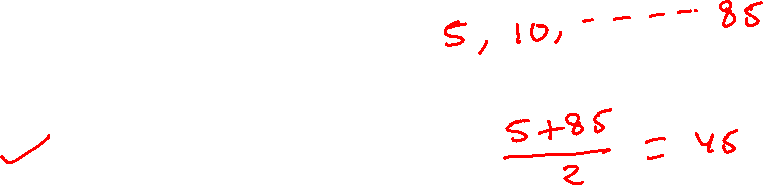 5, 10, ----- 85
✓
5+85 / 2 = 45